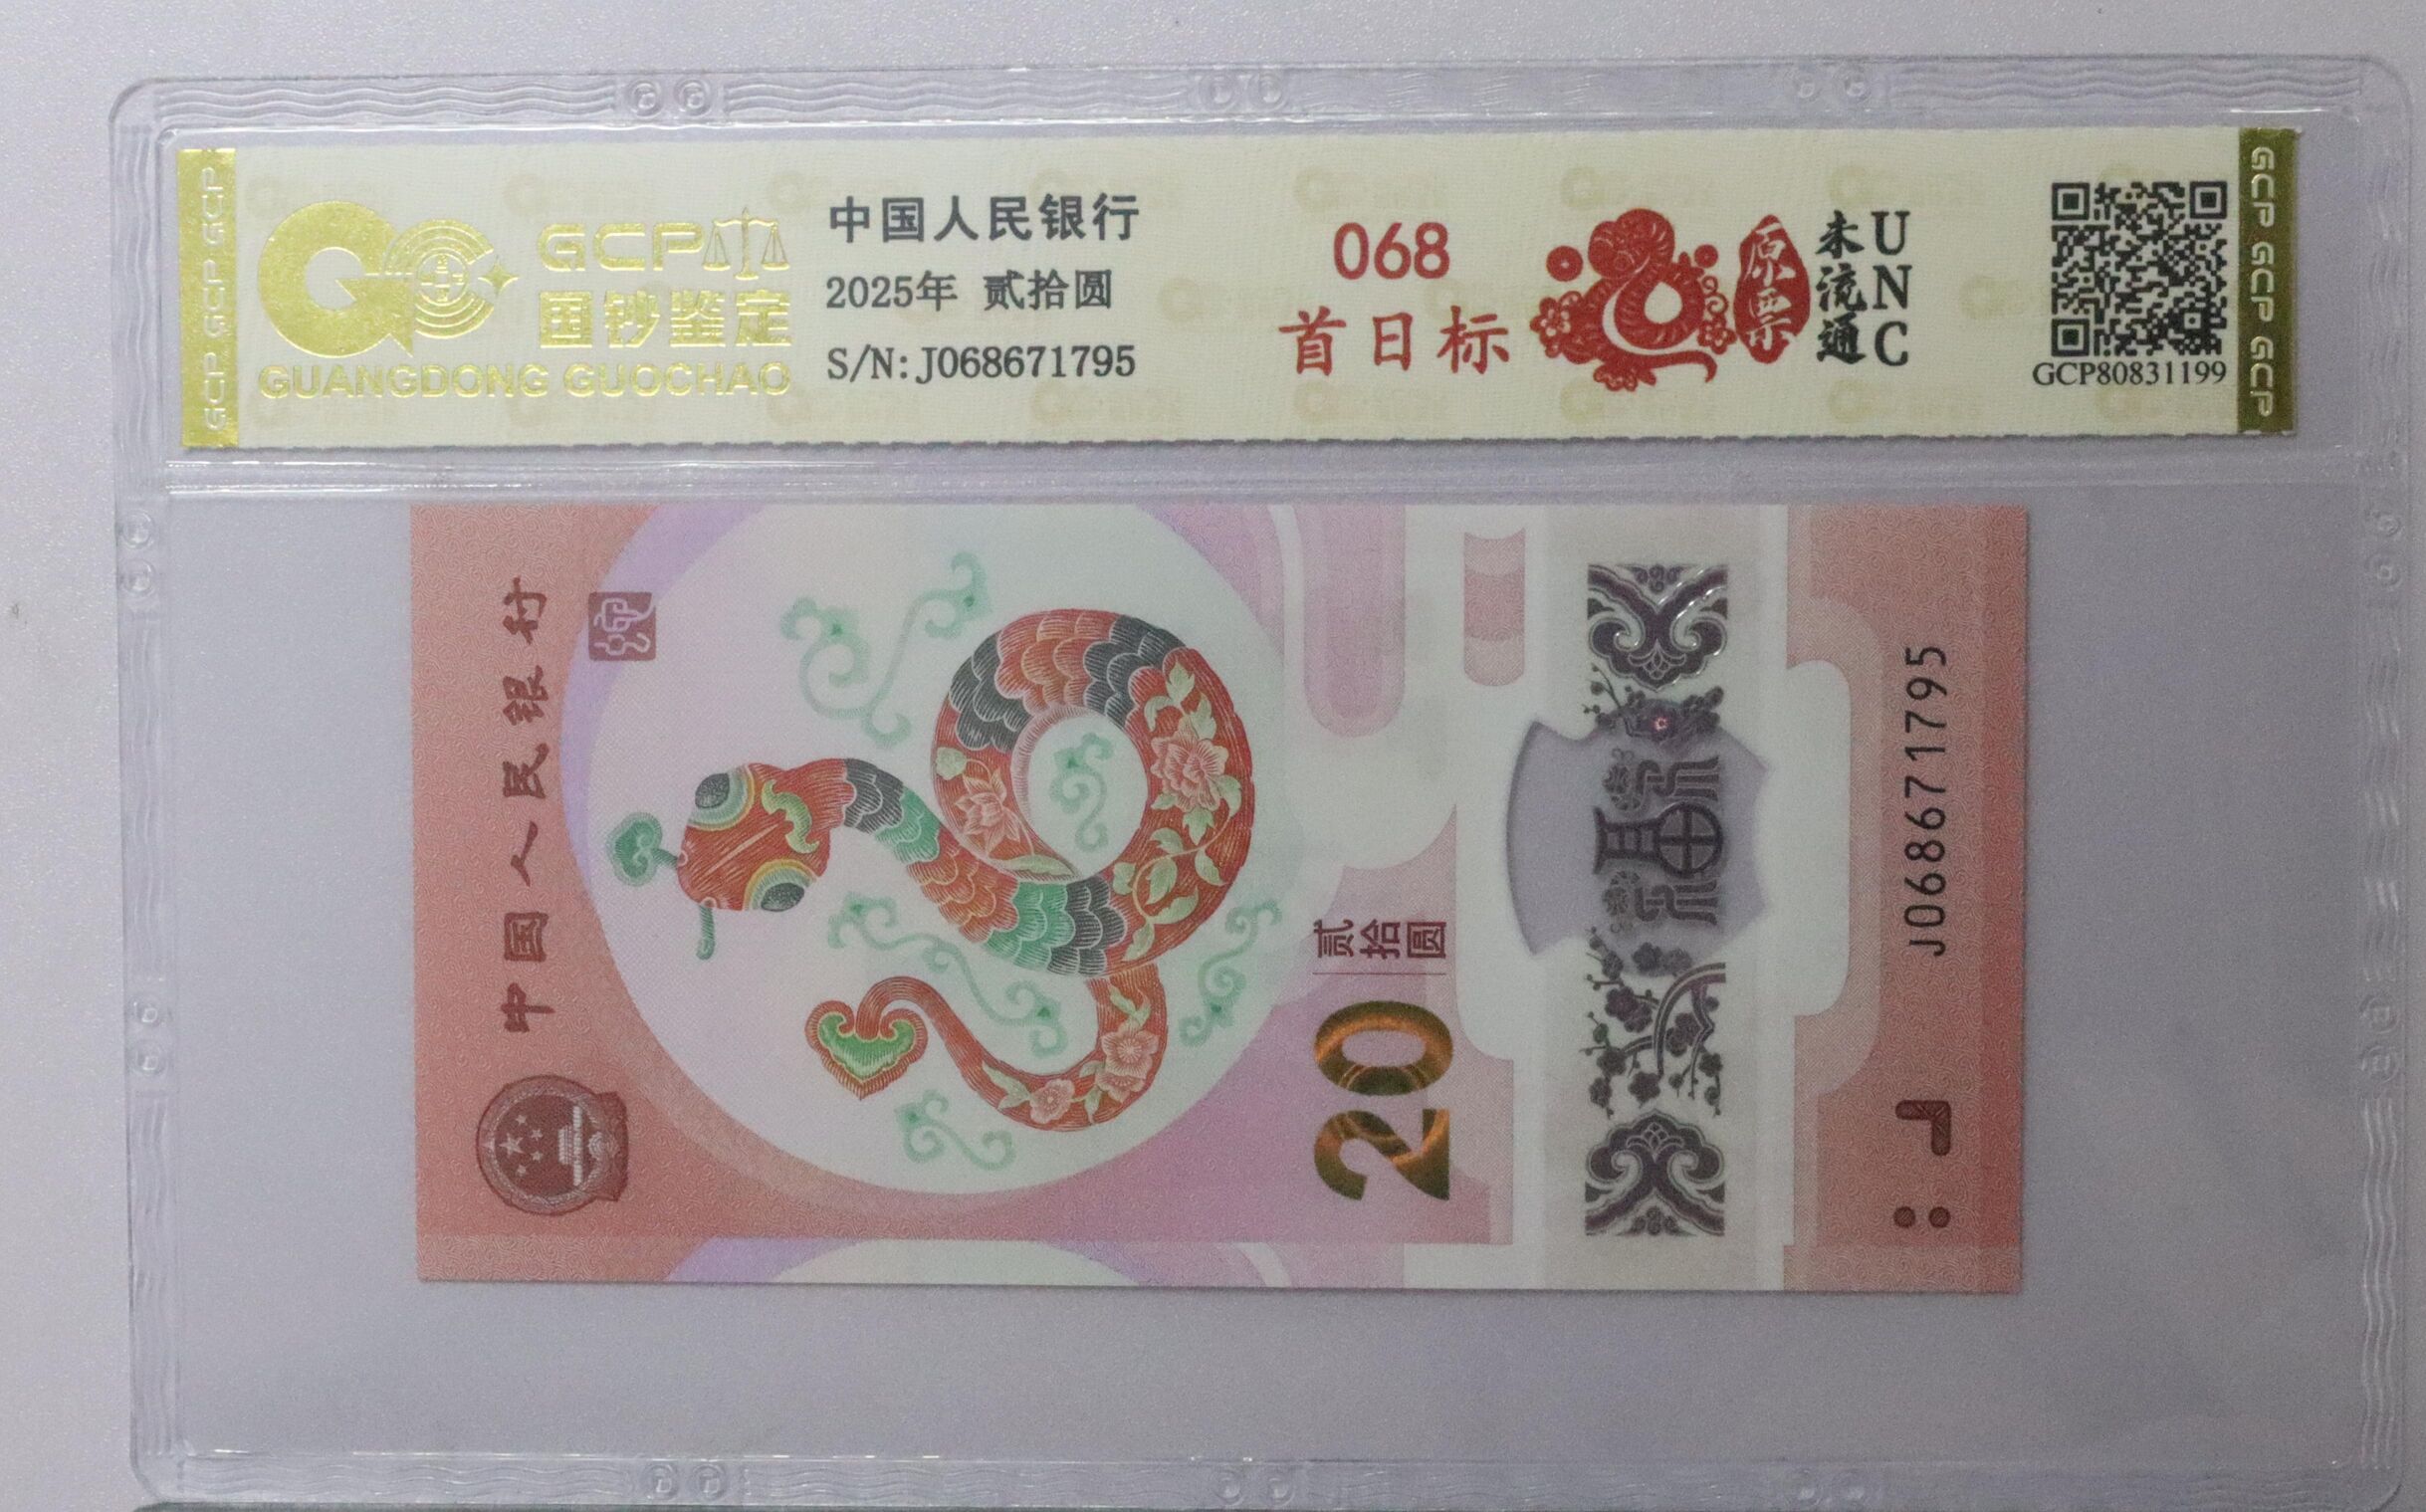 GCP
国钞鉴定
GUANGDONG GUOCHAO
中国人民银行
2025年 贰拾圆
S/N: J068671795
068
首日标
原票
未流通
UNC
GCP80831199
GCP GCP GCP
GCP GCP GCP
中国人民银行
贰拾圆
20
福
J068671795